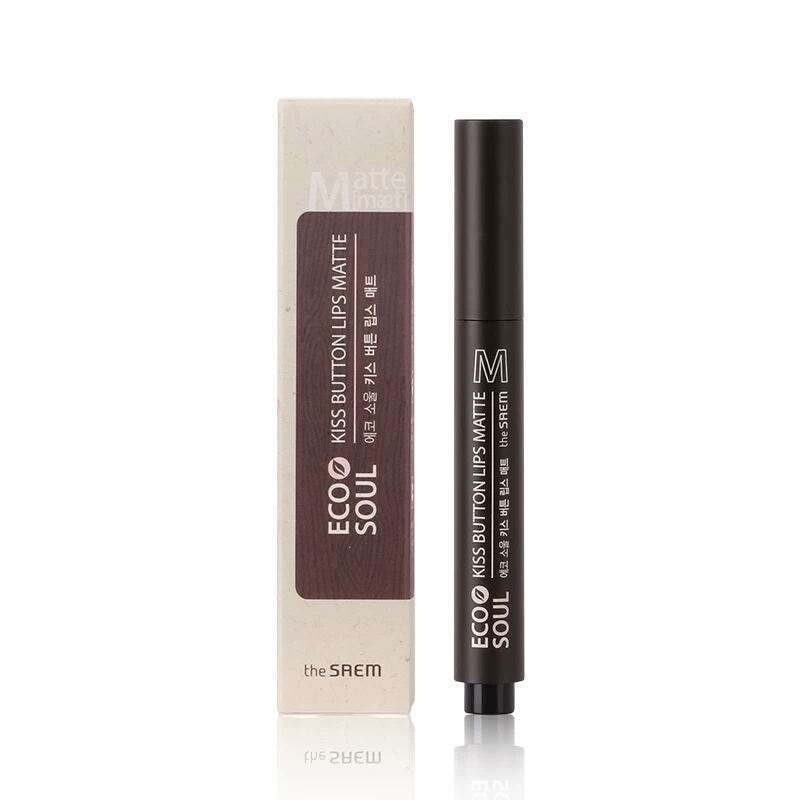 Matte
[mæt]
ECO SOUL
KISS BUTTON LIPS MATTE
에코 소울 키스 버튼 립스 매트
the SAEM
M
ECO SOUL
KISS BUTTON LIPS MATTE
에코 소울 키스 버튼 립스 매트 the SAEM